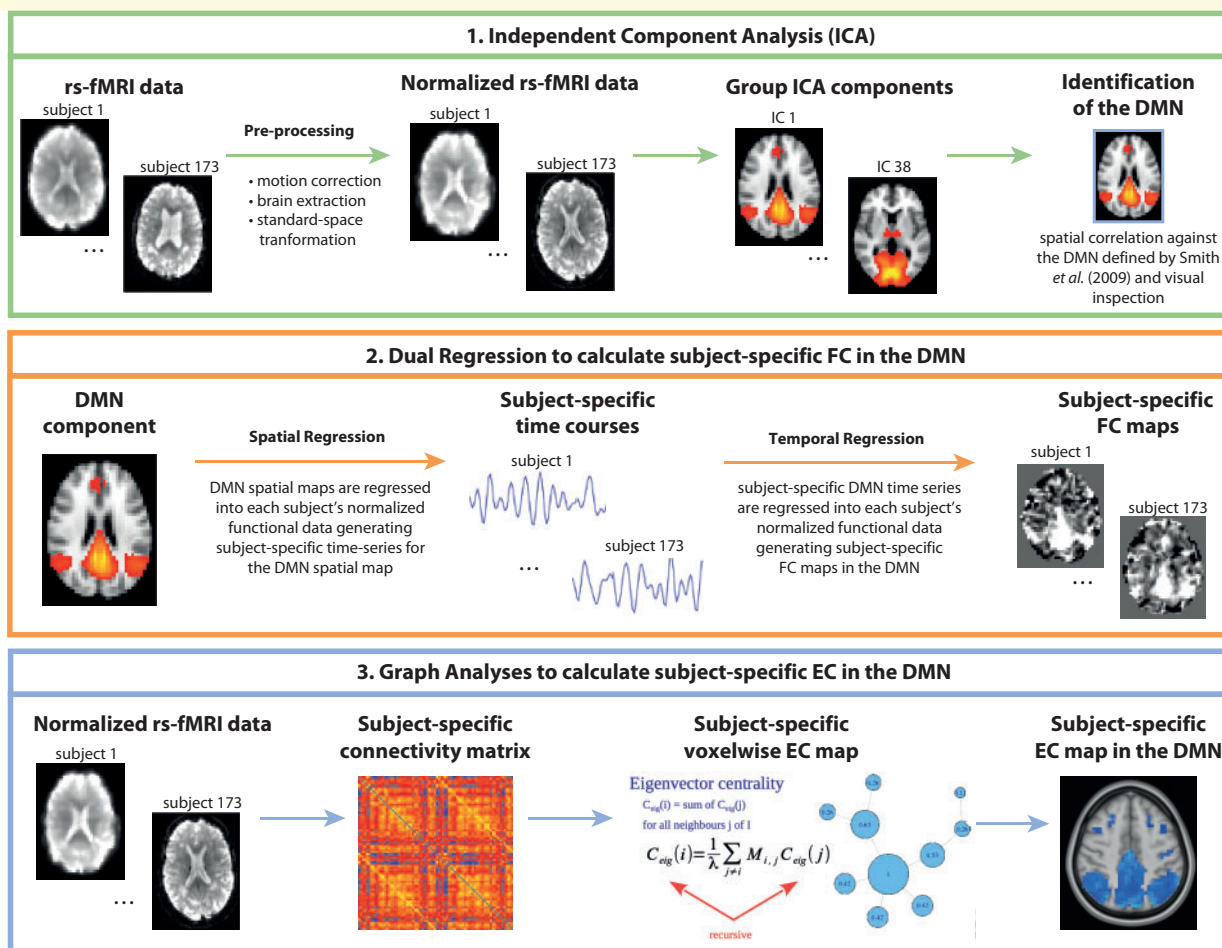 1. Independent Component Analysis (ICA)
rs-fMRI data
subject 1
subject 173
...
Pre-processing
• motion correction
• brain extraction
• standard-space
tranformation
Normalized rs-fMRI data
subject 1
subject 173
...
Group ICA components
IC 1
IC 38
...
Identification
of the DMN
spatial correlation against
the DMN defined by Smith
et al. (2009) and visual
inspection
2. Dual Regression to calculate subject-specific FC in the DMN
DMN
component
Spatial Regression
DMN spatial maps are regressed
into each subject's normalized
functional data generating
subject-specific time-series for
the DMN spatial map
Subject-specific
time courses
subject 1
subject 173
...
Temporal Regression
subject-specific DMN time series
are regressed into each subject's
normalized functional data
generating subject-specific
FC maps in the DMN
Subject-specific
FC maps
subject 1
subject 173
...
3. Graph Analyses to calculate subject-specific EC in the DMN
Normalized rs-fMRI data
subject 1
subject 173
...
Subject-specific
connectivity matrix
Subject-specific
voxelwise EC map
Eigenvector centrality
C_eig(i) = sum of C_eig(j)
for all neighbours j of I
C_eig(i)=1/λ ∑_{j≠i} M_{i,j} C_eig(j)
recursive
1
Subject-specific
EC map in the DMN